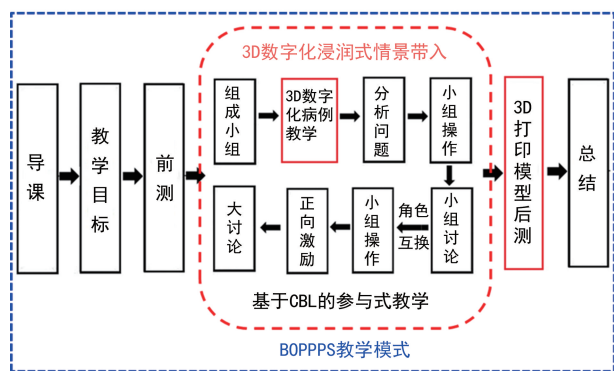 3D数字化浸润式情景带入
导课
教学目标
前测
组成小组
3D数字
化病例
教学
分析问题
小组操作
小组讨论
角色
互换
小组操作
正向激励
大讨论
基于CBL的参与式教学
3D打印模型后测
总结
BOPPPS教学模式